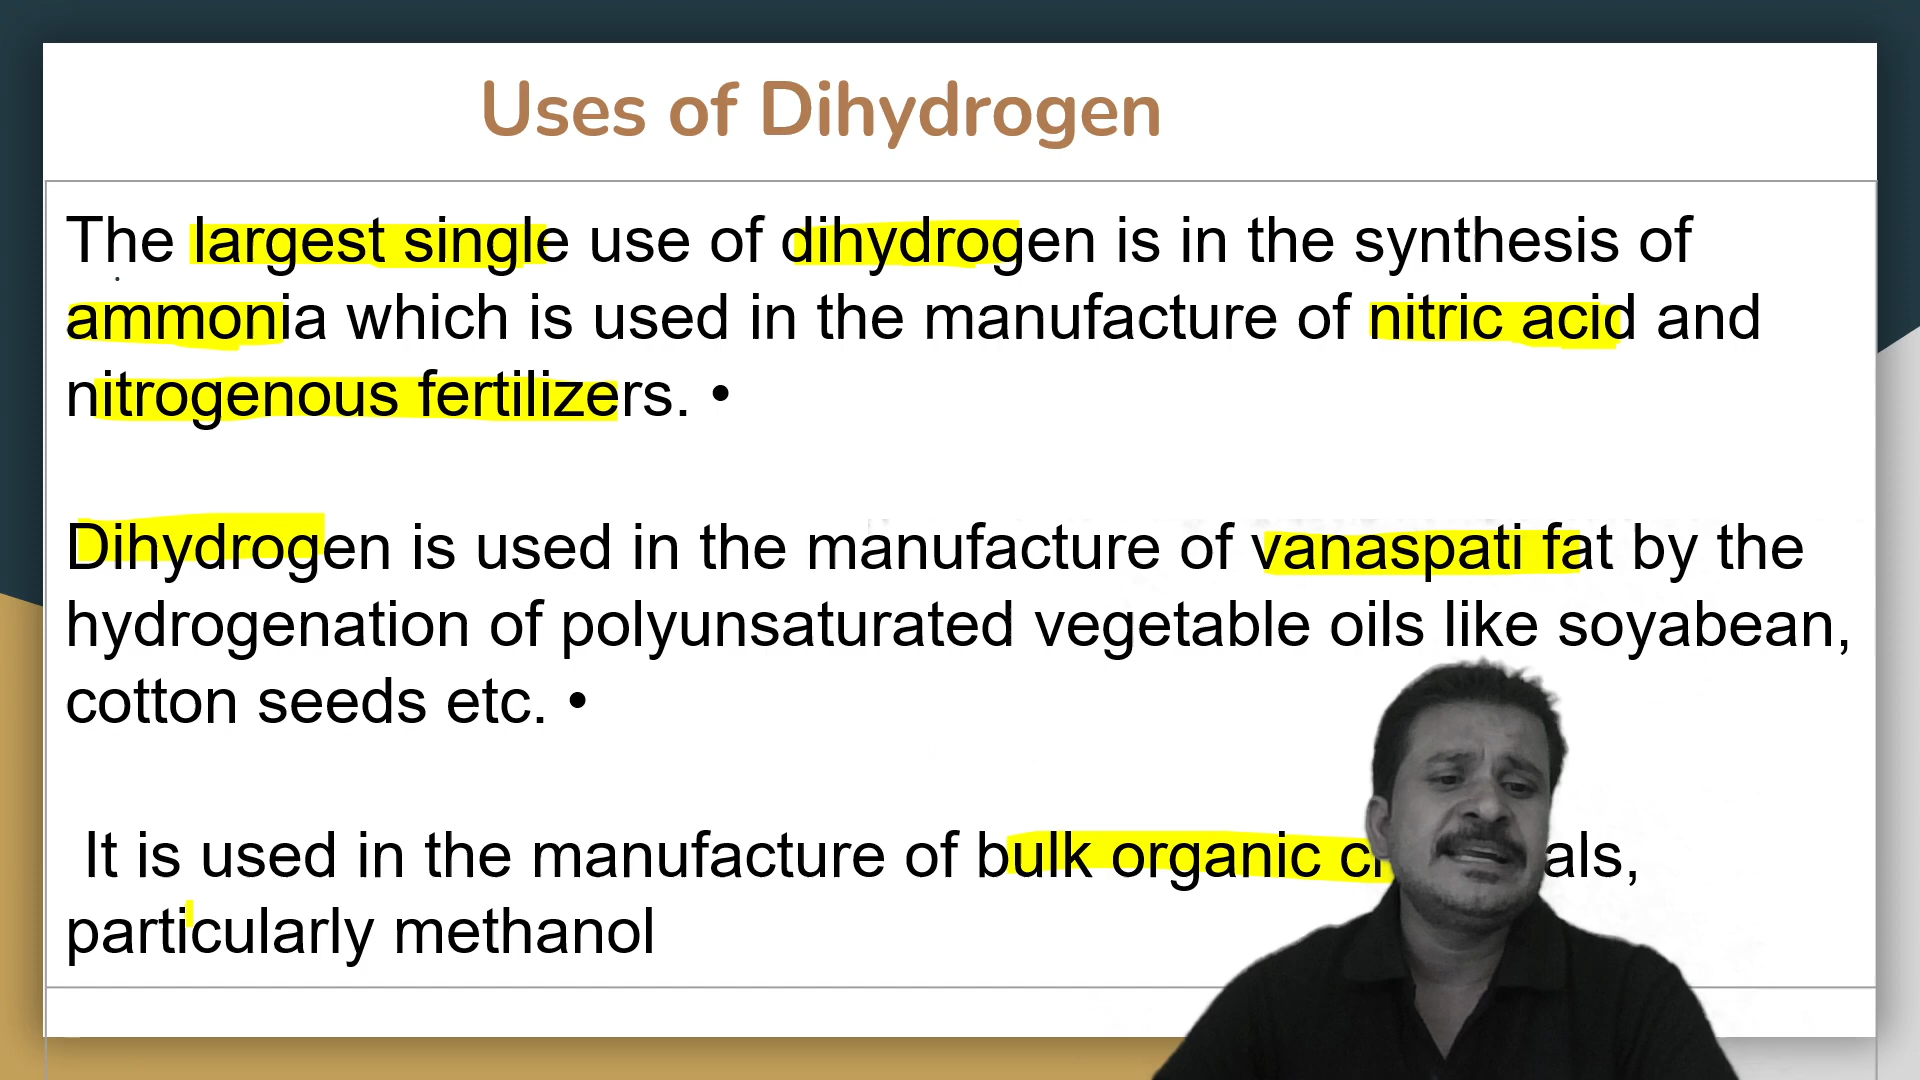 Uses of Dihydrogen
The largest single use of dihydrogen is in the synthesis of
ammonia which is used in the manufacture of nitric acid and
nitrogenous fertilizers. •
Dihydrogen is used in the manufacture of vanaspati fat by the
hydrogenation of polyunsaturated vegetable oils like soyabean,
cotton seeds etc. •
It is used in the manufacture of bulk organic
particularly methanol